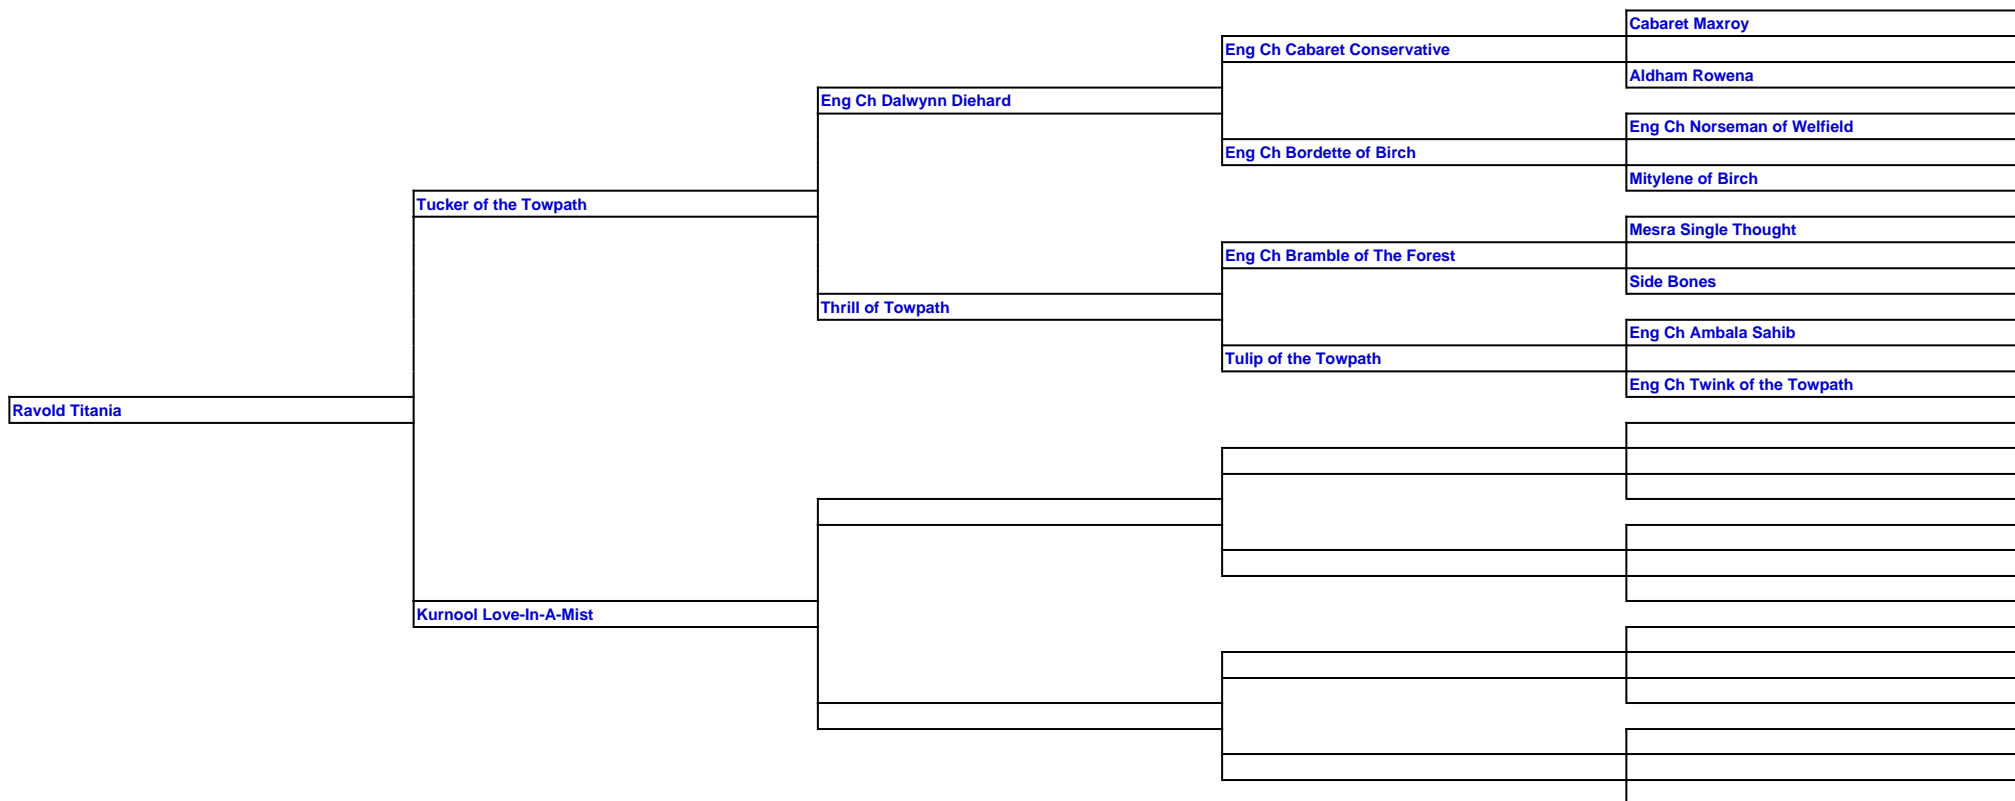 Cabaret Maxroy
Eng Ch Cabaret Conservative
Aldham Rowena
Eng Ch Dalwynn Diehard
Eng Ch Norseman of Welfield
Eng Ch Bordette of Birch
Mitylene of Birch
Tucker of the Towpath
Mesra Single Thought
Eng Ch Bramble of The Forest
Side Bones
Thrill of Towpath
Eng Ch Ambala Sahib
Tulip of the Towpath
Eng Ch Twink of the Towpath
Ravold Titania
Kurnool Love-In-A-Mist